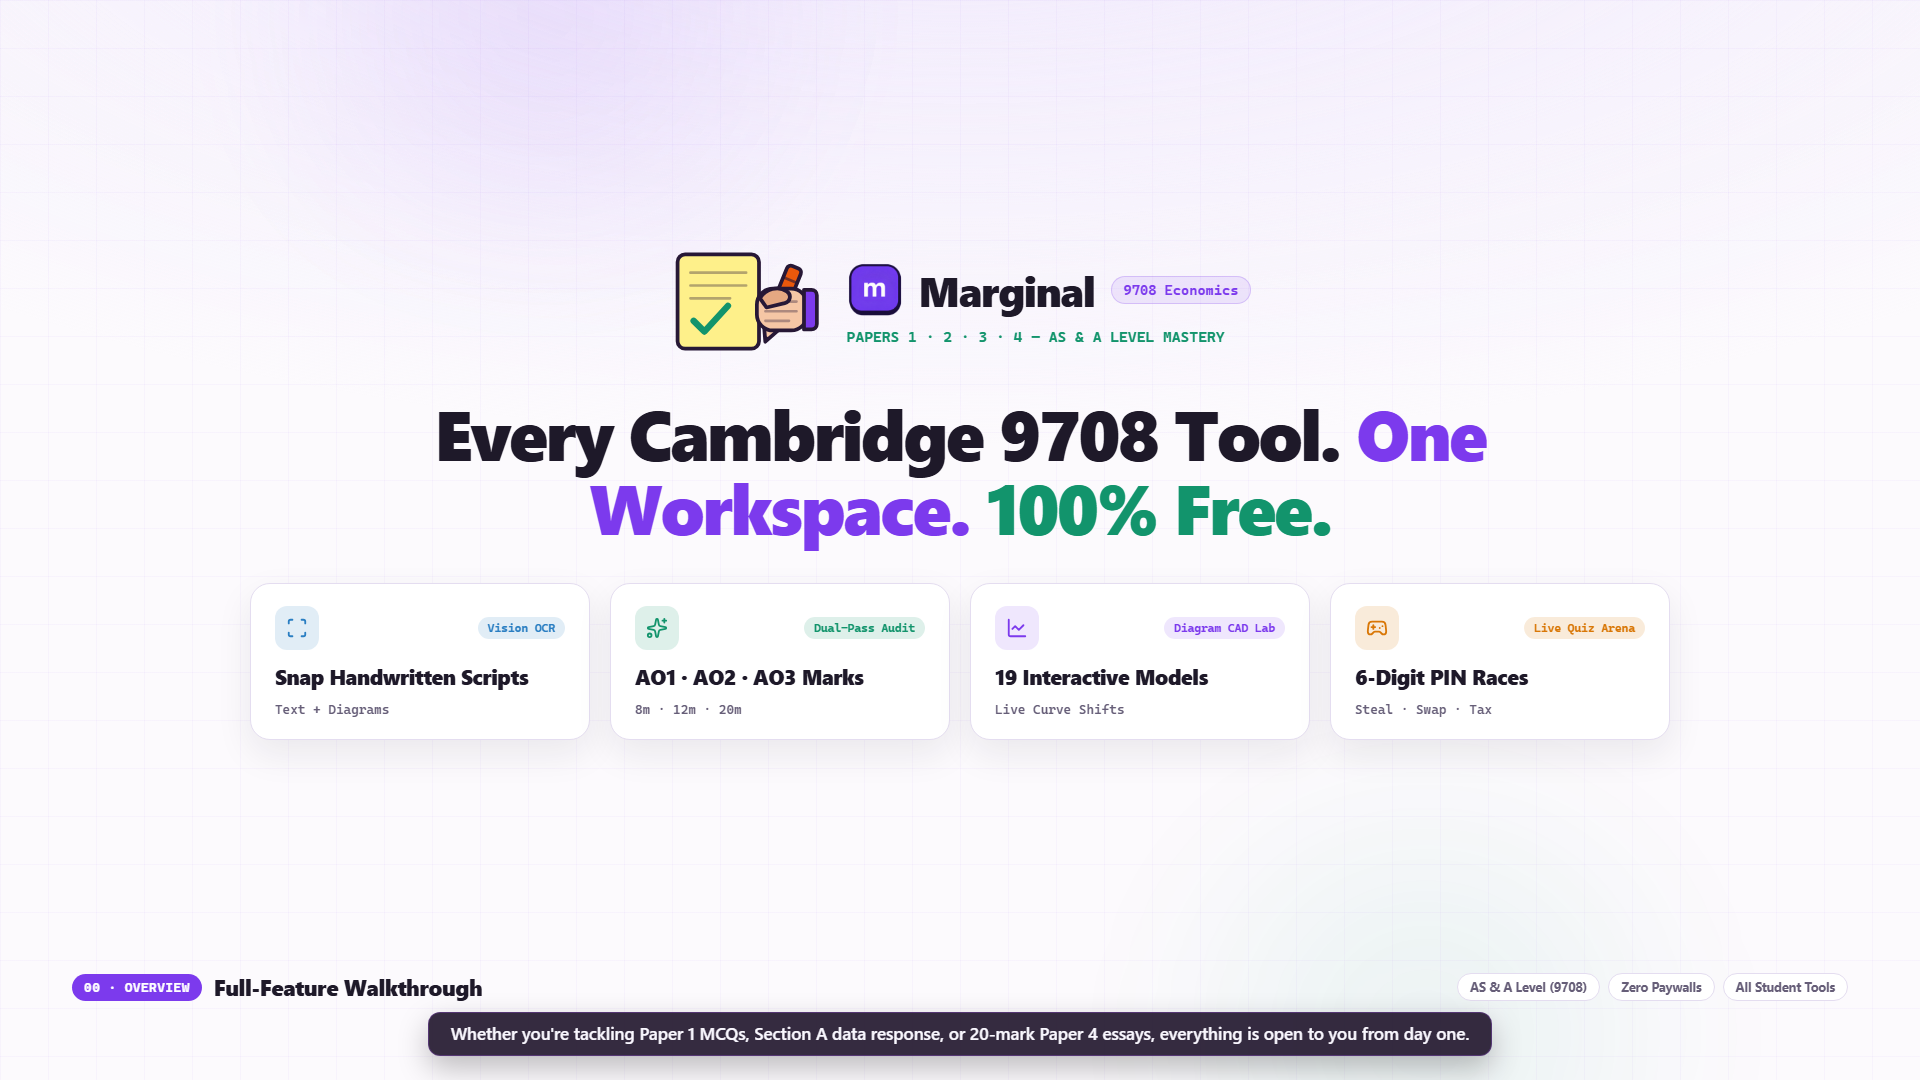 m Marginal 9708 Economics
PAPERS 1 · 2 · 3 · 4 — AS & A LEVEL MASTERY
Every Cambridge 9708 Tool. One
Workspace. 100% Free.
Vision OCR
Snap Handwritten Scripts
Text + Diagrams
Dual-Pass Audit
AO1 · AO2 · AO3 Marks
8m · 12m · 20m
Diagram CAD Lab
19 Interactive Models
Live Curve Shifts
Live Quiz Arena
6-Digit PIN Races
Steal · Swap · Tax
00 · OVERVIEW Full-Feature Walkthrough
AS & A Level (9708) Zero Paywalls All Student Tools
Whether you're tackling Paper 1 MCQs, Section A data response, or 20-mark Paper 4 essays, everything is open to you from day one.